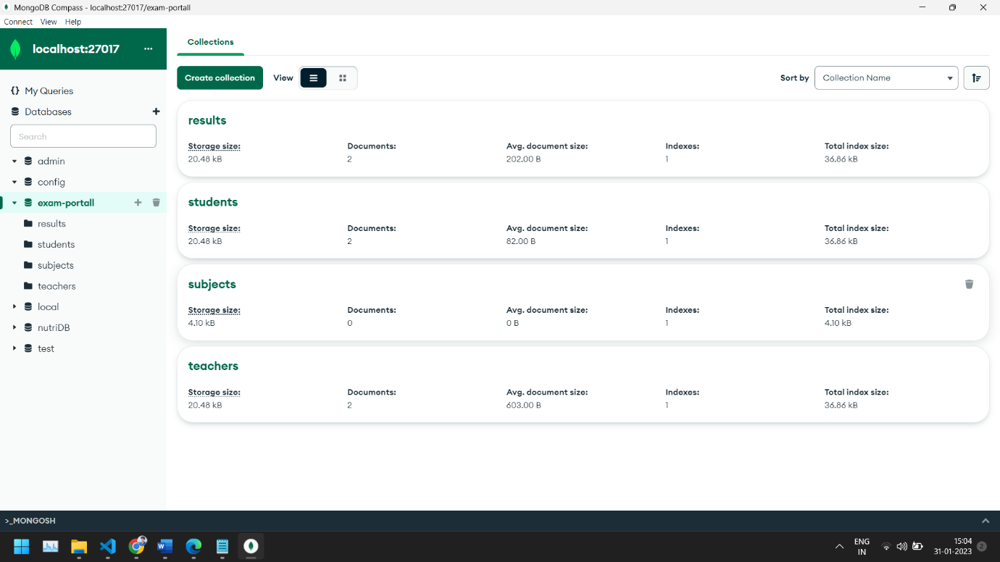 MongoDB Compass - localhost:27017/exam-portall
Connect View Help
localhost:27017 ...
{} My Queries
Databases +
Search
admin
config
exam-portall +
results
students
subjects
teachers
local
nutriDB
test
Collections
Create collection View Sort by Collection Name
results
Storage size: Documents: Avg. document size: Indexes: Total index size:
20.48 kB 2 202.00 B 1 36.86 kB
students
Storage size: Documents: Avg. document size: Indexes: Total index size:
20.48 kB 2 82.00 B 1 36.86 kB
subjects
Storage size: Documents: Avg. document size: Indexes: Total index size:
4.10 kB 0 0 B 1 4.10 kB
teachers
Storage size: Documents: Avg. document size: Indexes: Total index size:
20.48 kB 2 603.00 B 1 36.86 kB
>_MONGOSH
ENG
IN
15:04
31-01-2023
2